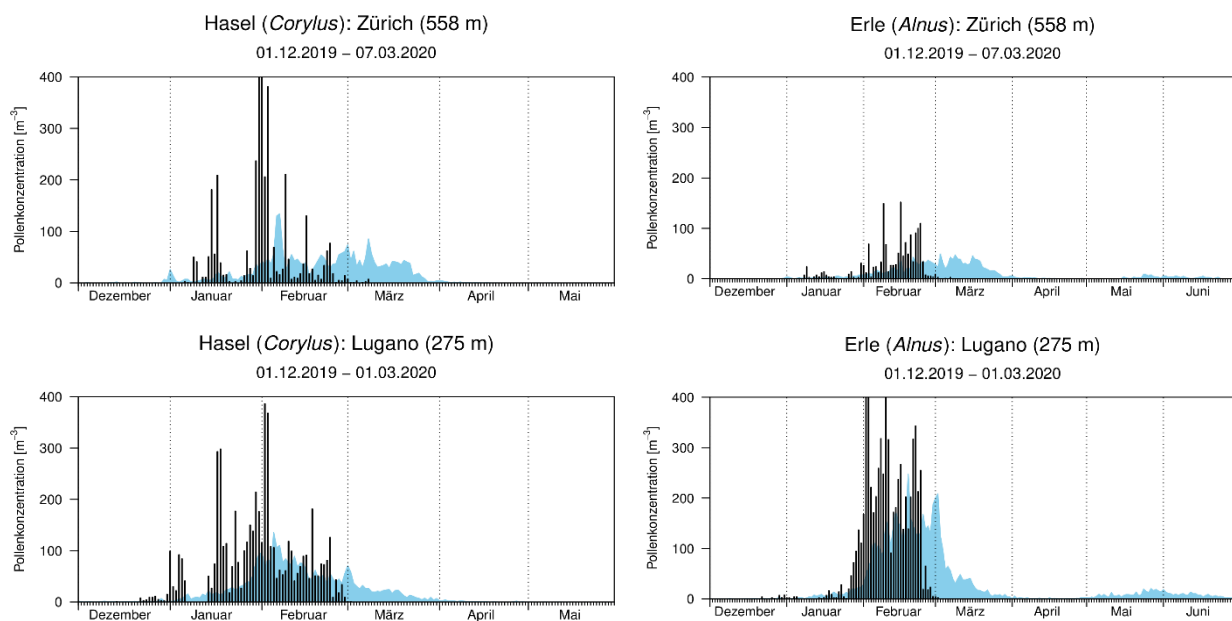 Hasel (Corylus): Zürich (558 m)
01.12.2019 – 07.03.2020
Pollenkonzentration [m⁻³]
400
300
200
100
0
Dezember Januar Februar März April Mai
Erle (Alnus): Zürich (558 m)
01.12.2019 – 07.03.2020
Pollenkonzentration [m⁻³]
400
300
200
100
0
Dezember Januar Februar März April Mai Juni
Hasel (Corylus): Lugano (275 m)
01.12.2019 – 01.03.2020
Pollenkonzentration [m⁻³]
400
300
200
100
0
Dezember Januar Februar März April Mai
Erle (Alnus): Lugano (275 m)
01.12.2019 – 01.03.2020
Pollenkonzentration [m⁻³]
400
300
200
100
0
Dezember Januar Februar März April Mai Juni